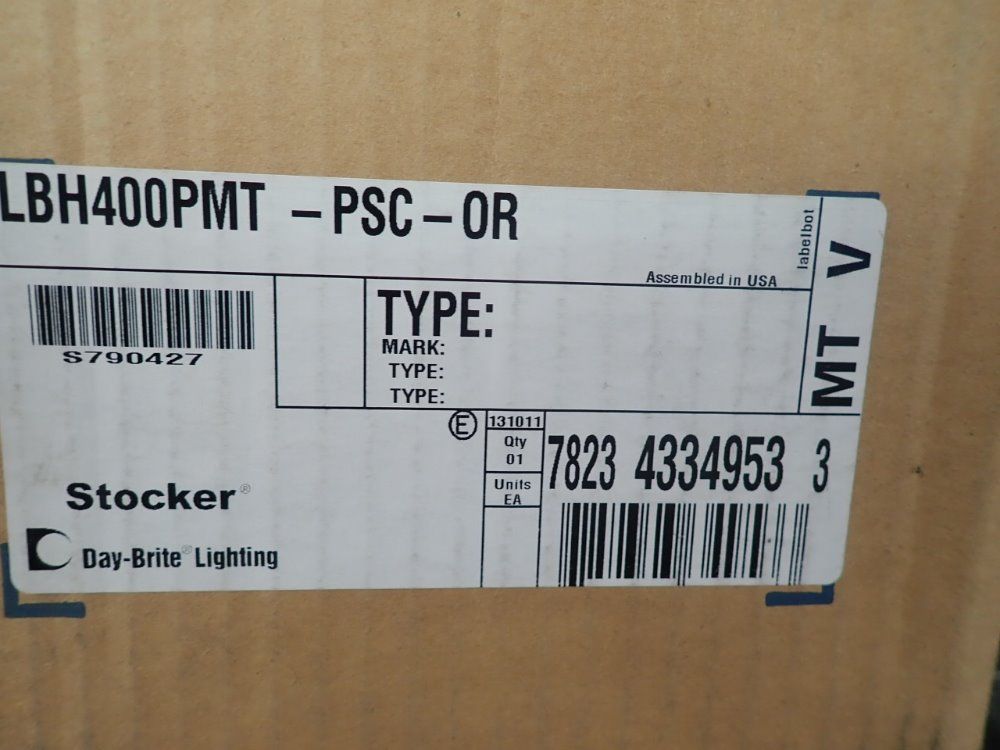 LBH400PMT - PSC - OR
labelbot
MT V
Assembled in USA
S790427
TYPE:
MARK:
TYPE:
TYPE:
E
131011
Qty
01
Units
EA
7823 4334953 3
Stocker®
Day-Brite® Lighting